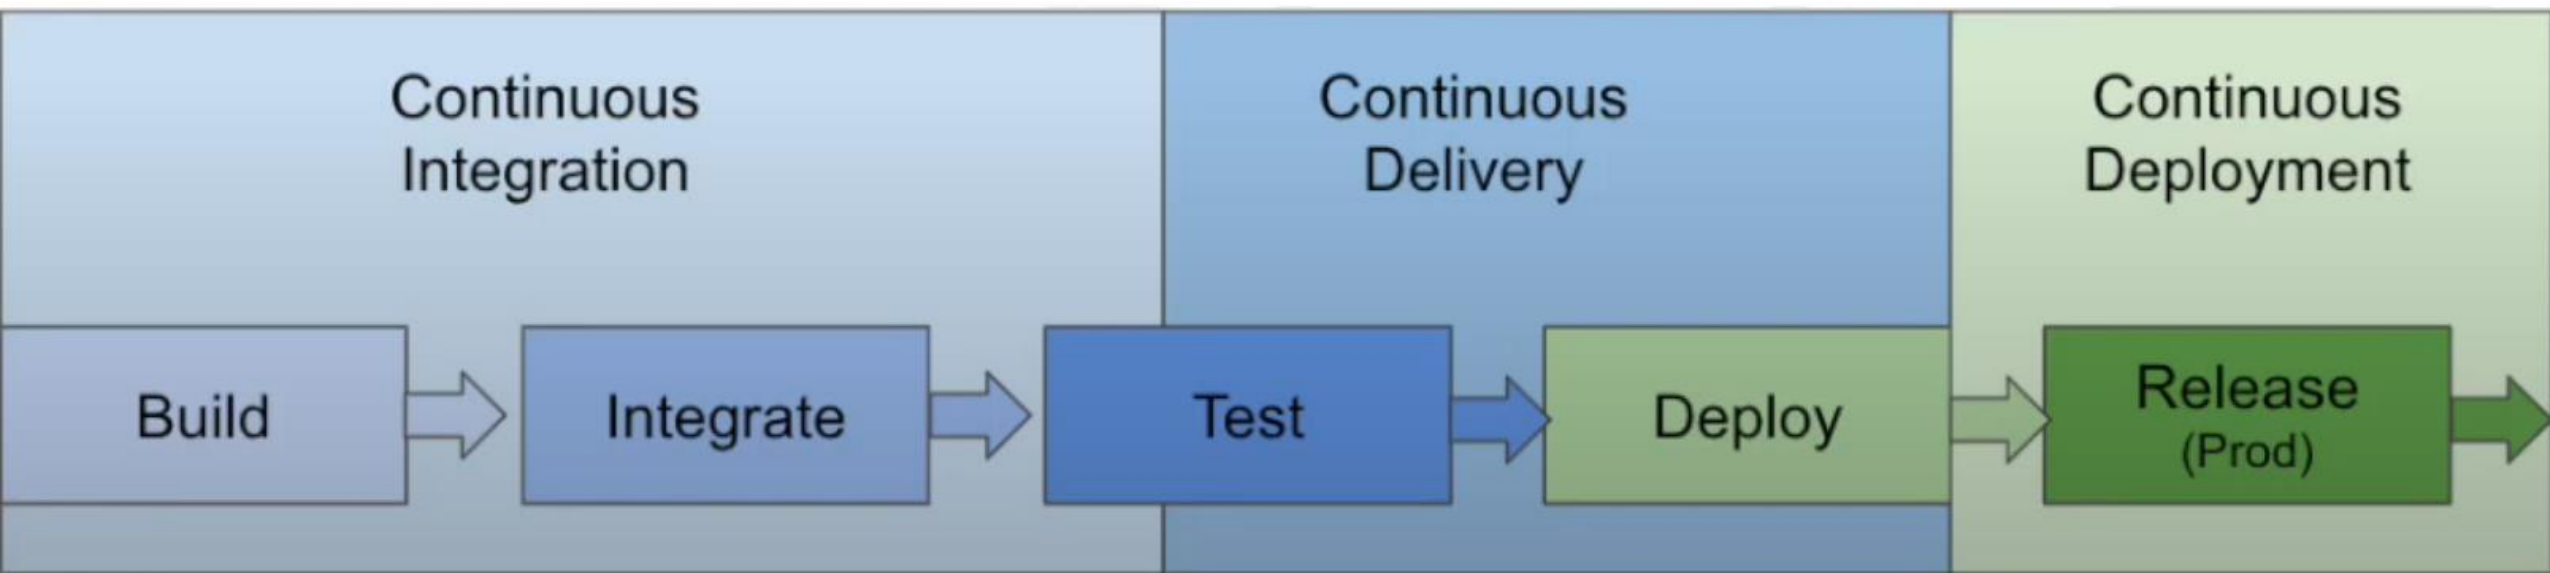 Continuous
Integration
Continuous
Delivery
Continuous
Deployment
Build
Integrate
Test
Deploy
Release
(Prod)